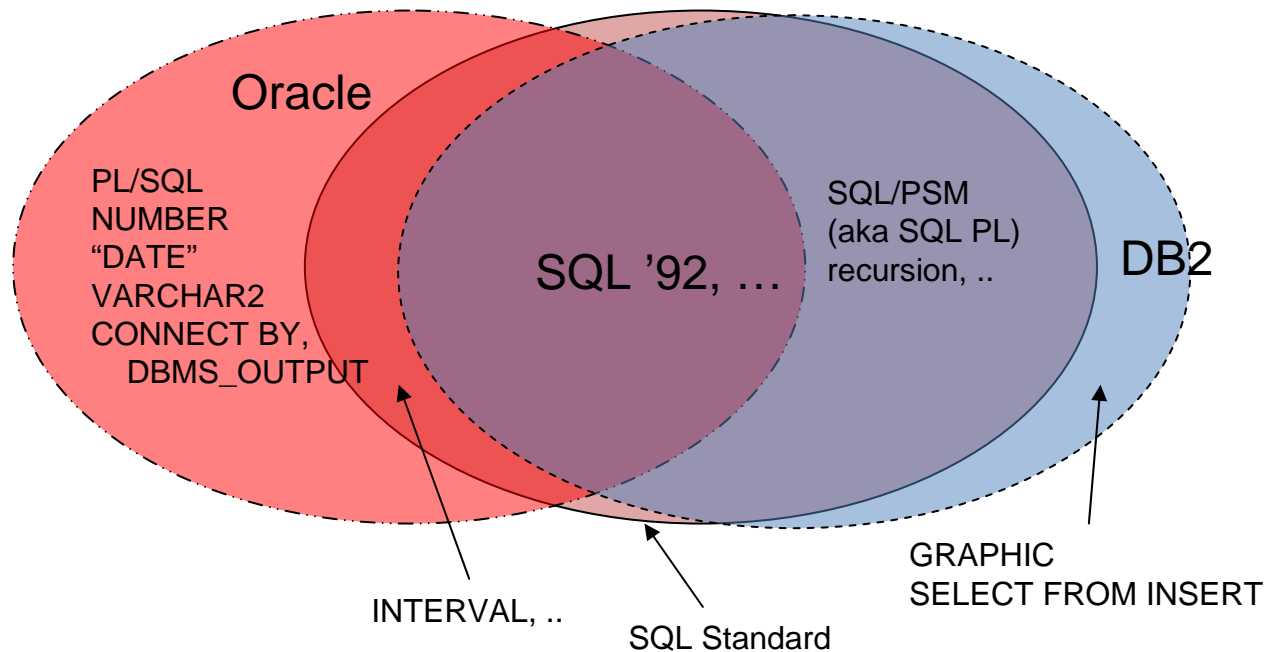 Oracle
PL/SQL
NUMBER
“DATE”
VARCHAR2
CONNECT BY,
DBMS_OUTPUT
SQL ’92, …
SQL/PSM
(aka SQL PL)
recursion, ..
DB2
INTERVAL, ..
SQL Standard
GRAPHIC
SELECT FROM INSERT